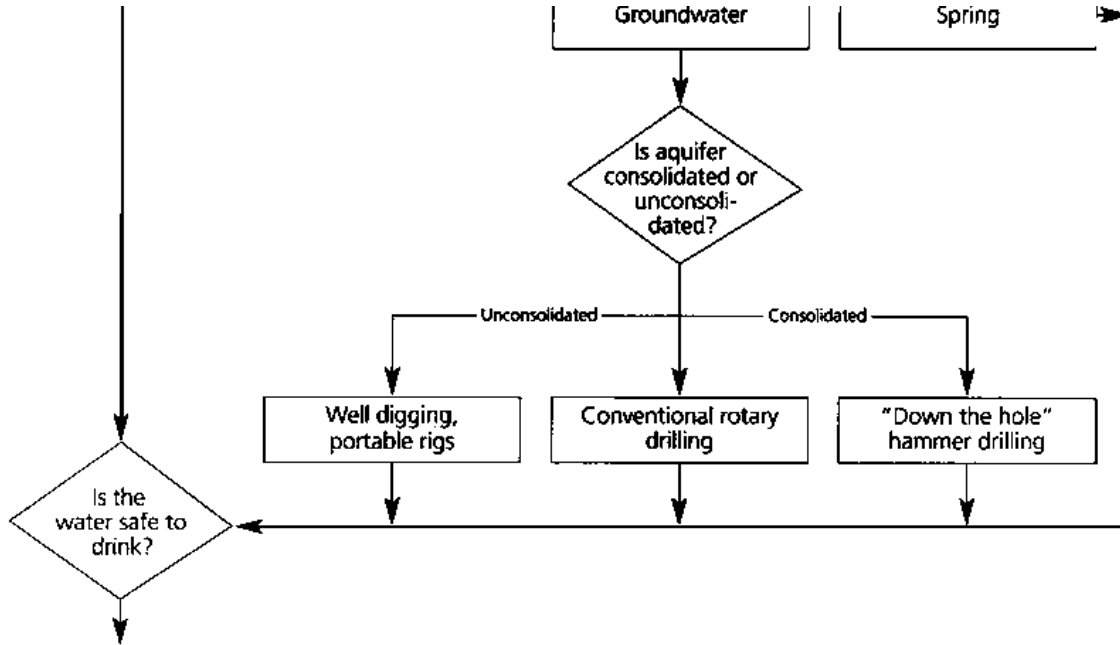 Groundwater
Spring
Is aquifer
consolidated or
unconsoli-
dated?
Unconsolidated
Consolidated
Well digging,
portable rigs
Conventional rotary
drilling
"Down the hole"
hammer drilling
Is the
water safe to
drink?